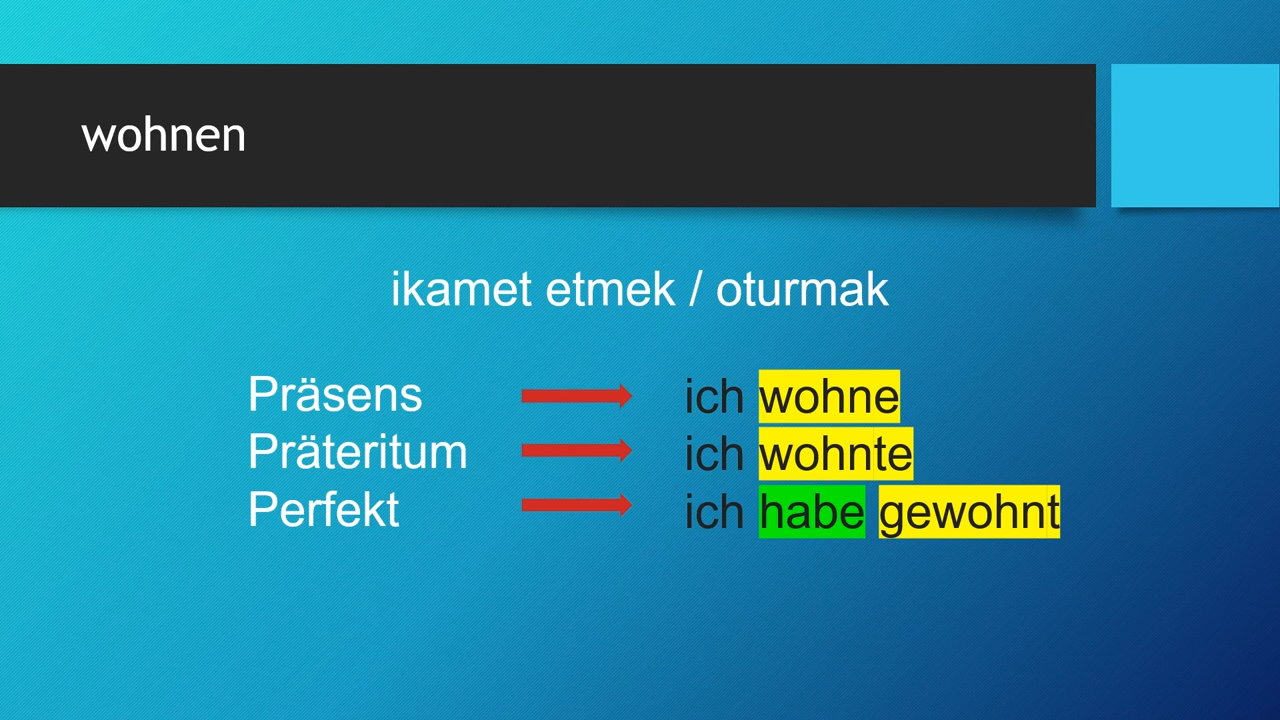 wohnen
ikamet etmek / oturmak
Präsens ich wohne
Präteritum ich wohnte
Perfekt ich habe gewohnt